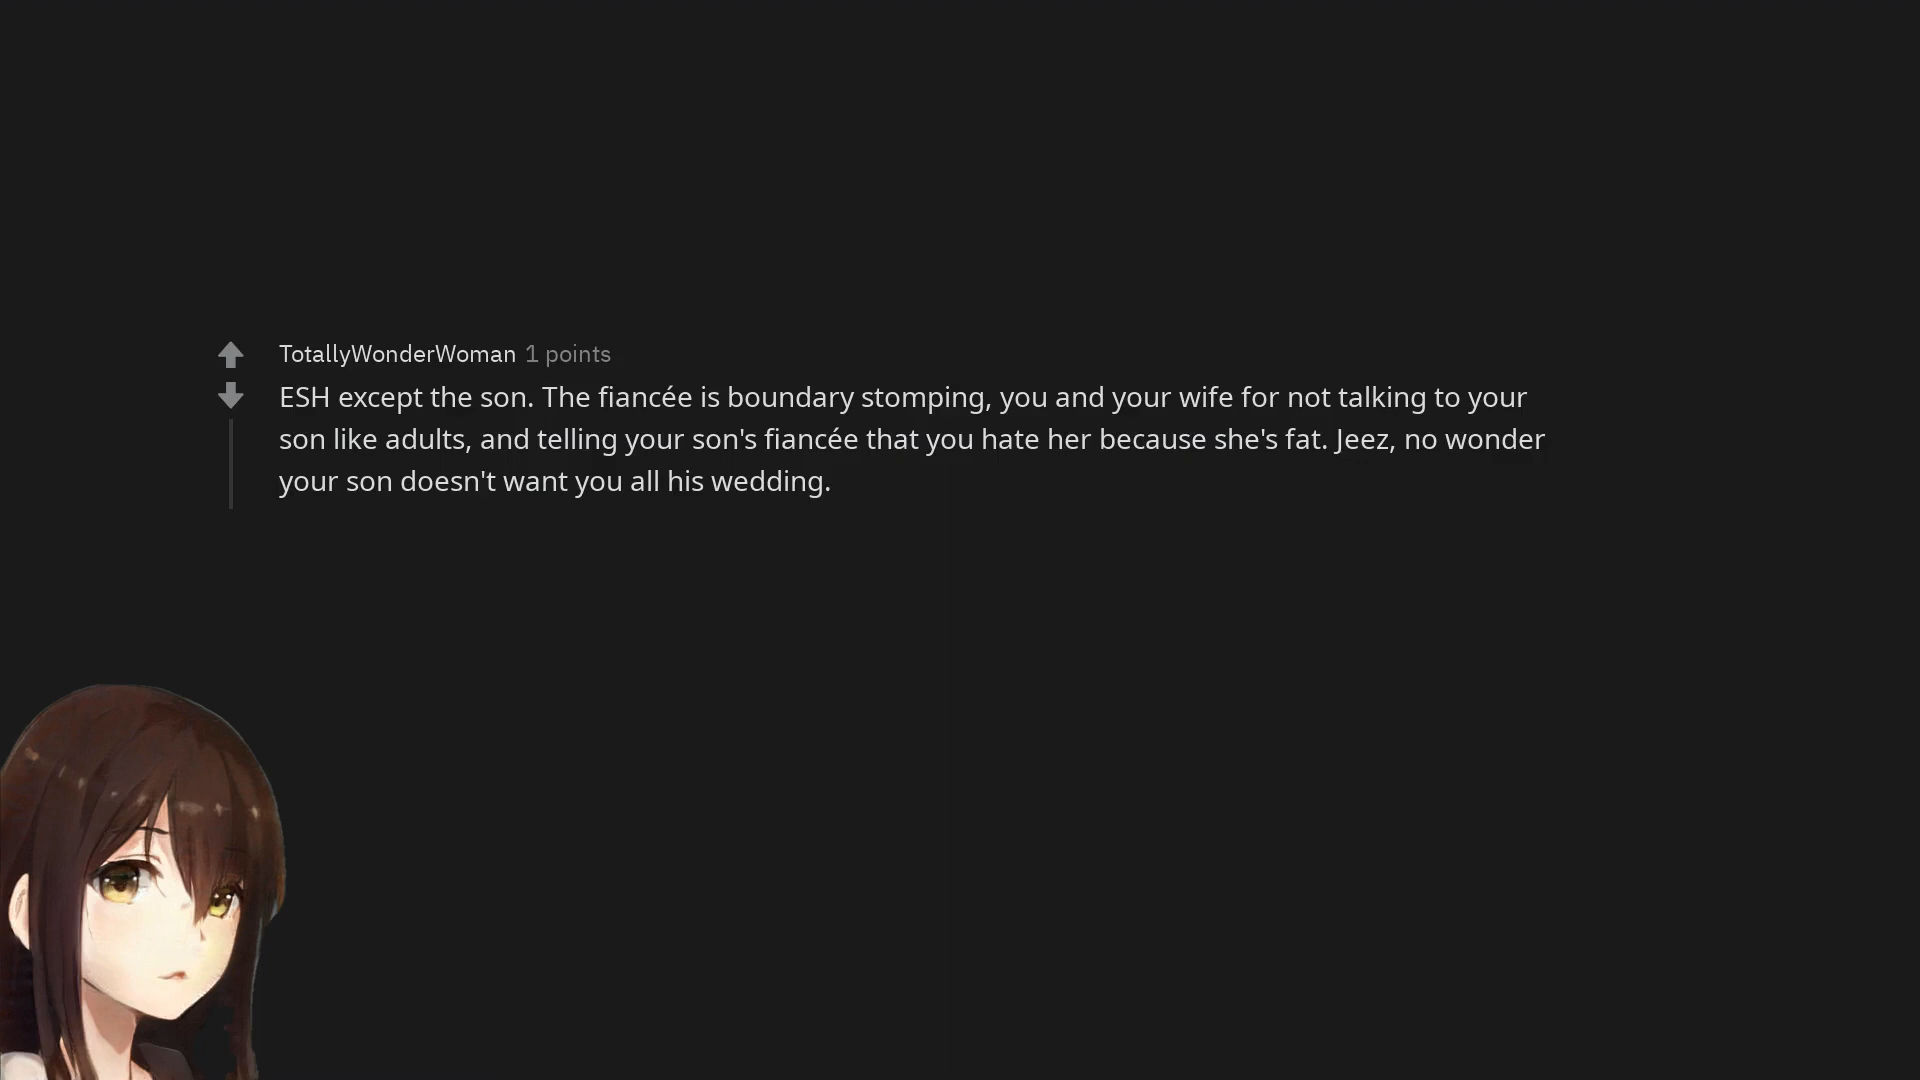 TotallyWonderWoman 1 points
ESH except the son. The fiancée is boundary stomping, you and your wife for not talking to your
son like adults, and telling your son's fiancée that you hate her because she's fat. Jeez, no wonder
your son doesn't want you all his wedding.